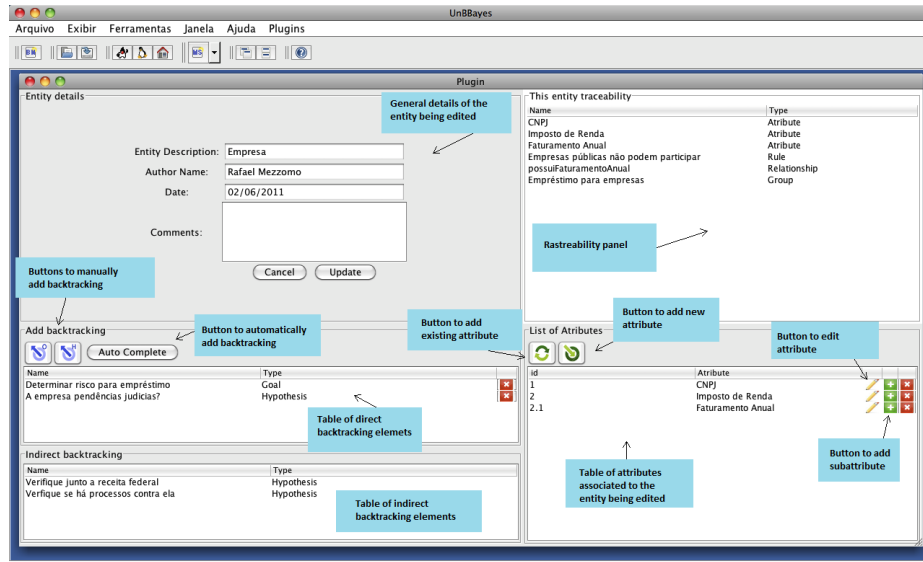 UnBBayes
Arquivo Exibir Ferramentas Janela Ajuda Plugins
Plugin
Entity details
General details of the
entity being edited
Entity Description: Empresa
Author Name: Rafael Mezzomo
Date: 02/06/2011
Comments:
Cancel Update
Buttons to manually
add backtracking
This entity traceability
Name Type
CNPJ Atribute
Imposto de Renda Atribute
Faturamento Anual Atribute
Empresas públicas não podem participar Rule
possuiFaturamentoAnual Relationship
Empréstimo para empresas Group
Rastreability panel
Add backtracking
Auto Complete
Button to automatically
add backtracking
Name Type
Determinar risco para empréstimo Goal
A empresa pendências judicias? Hypothesis
Table of direct
backtracking elemets
Indirect backtracking
Name Type
Verifique junto a receita federal Hypothesis
Verfique se há processos contra ela Hypothesis
Table of indirect
backtracking elements
Button to add
existing attribute
Button to add new
attribute
Button to edit
attribute
List of Atributes
id Atribute
1 CNPJ
2 Imposto de Renda
2.1 Faturamento Anual
Table of attributes
associated to the
entity being edited
Button to add
subattribute